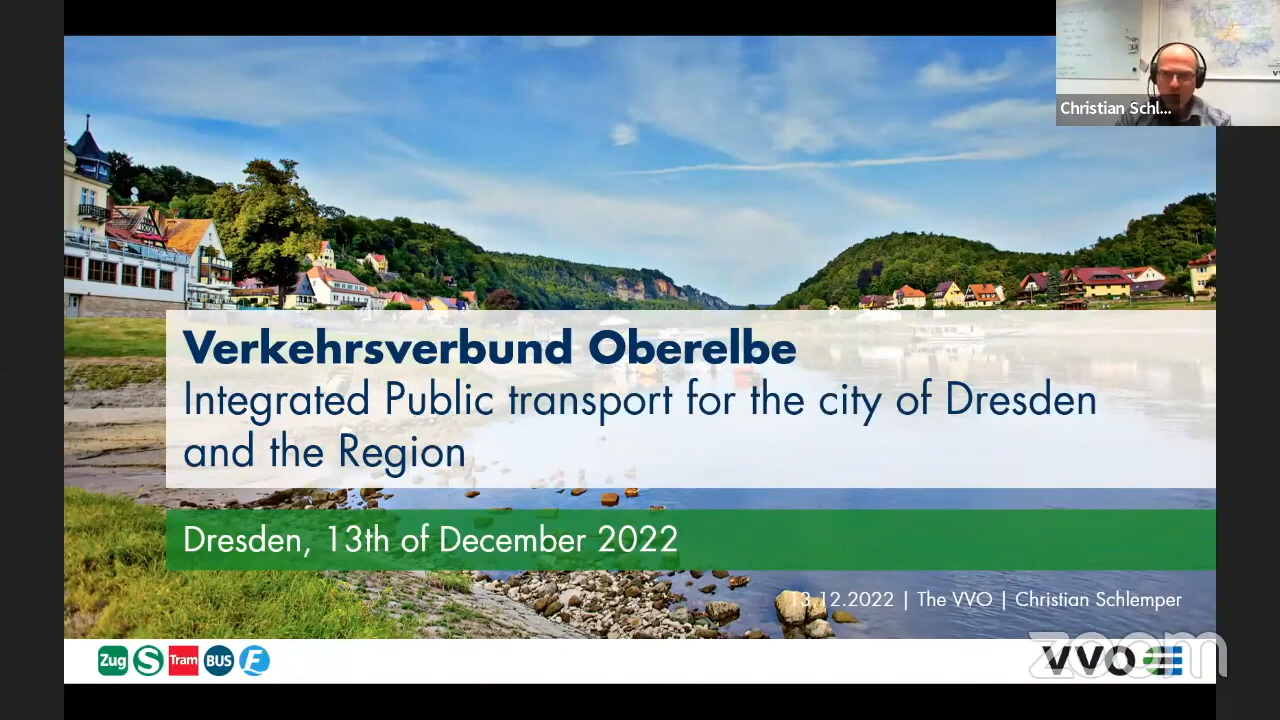 Christian Schl...
Verkehrsverbund Oberelbe
Integrated Public transport for the city of Dresden
and the Region
Dresden, 13th of December 2022
13.12.2022 | The VVO | Christian Schlemper
Zug S Tram BUS F
VVO
zoom